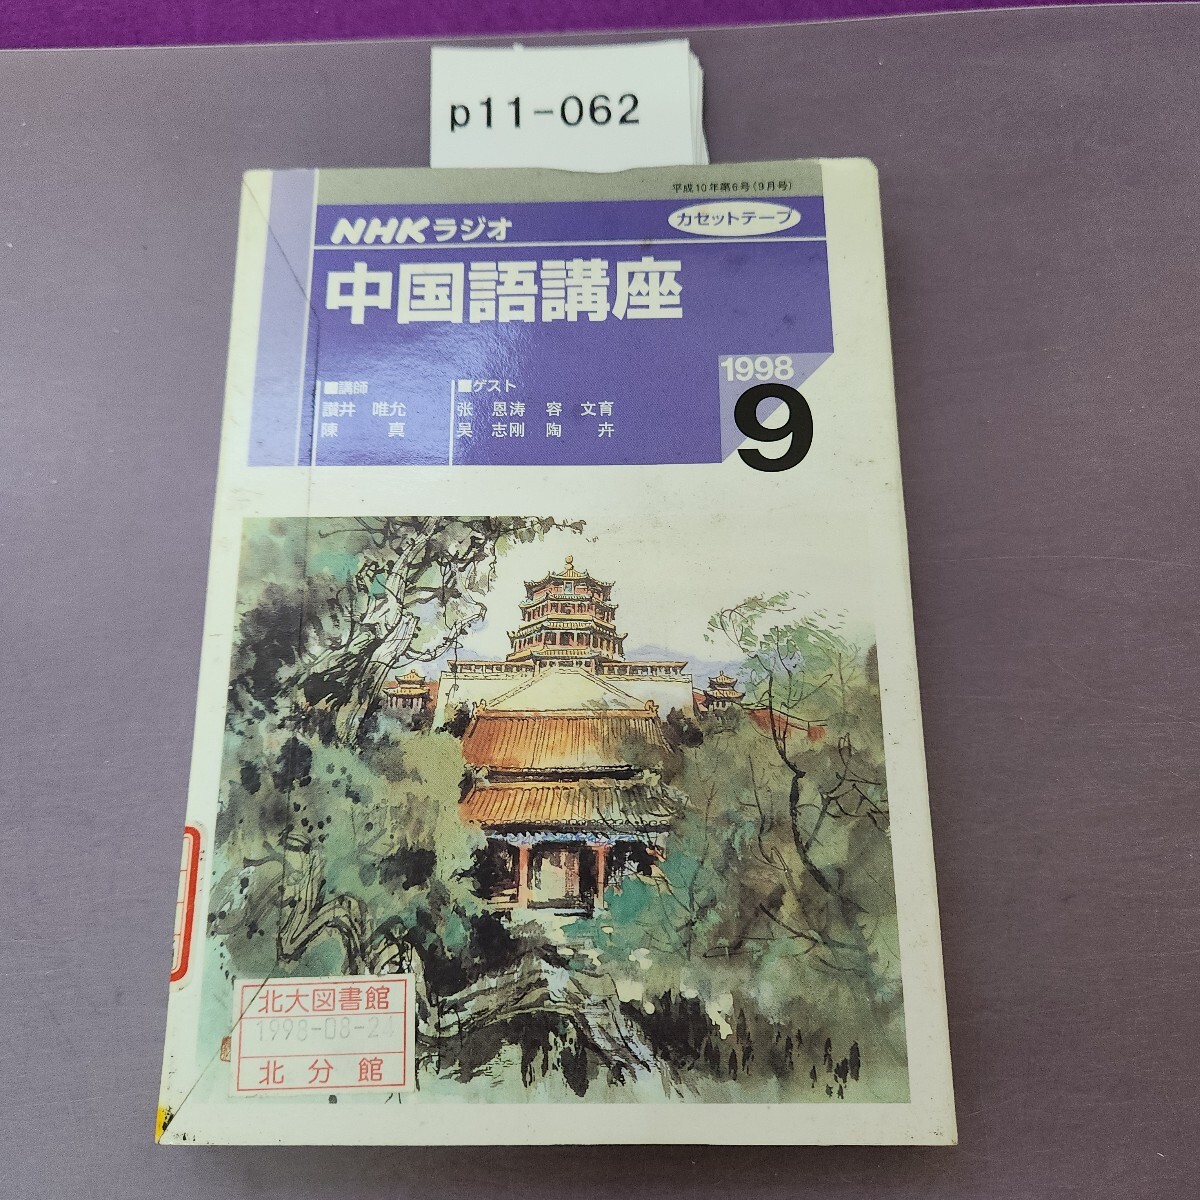 p11-062
平成10年第6号(9月号)
NHKラジオ
カセットテープ
中国語講座
1998
9
■講師
讃井 唯允
陳 真
■ゲスト
张 恩涛 容 文育
吴 志刚 陶 卉
北大図書館
1998-08-24
北分館